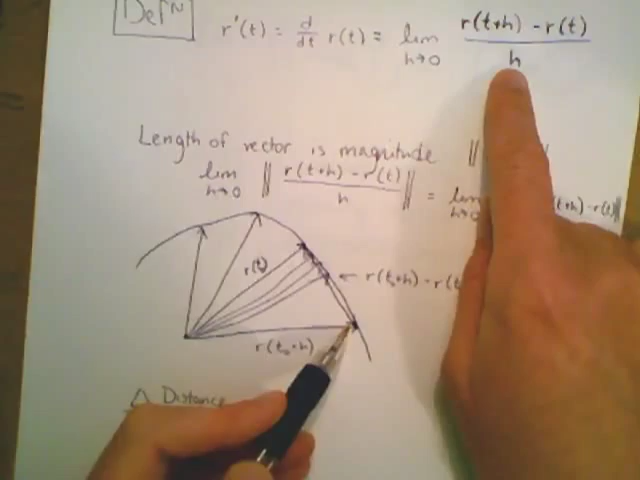 Defᴺ
r'(t) = d/dt r(t) = lim h→0 r(t+h) - r(t) / h
Length of vector is magnitude ||
lim h→0 || r(t+h) - r(t) / h || = lim h→0 (t+h) - r(t)||
r(t)
← r(t₀+h) - r(t
r(t₀+h)
Δ Distance